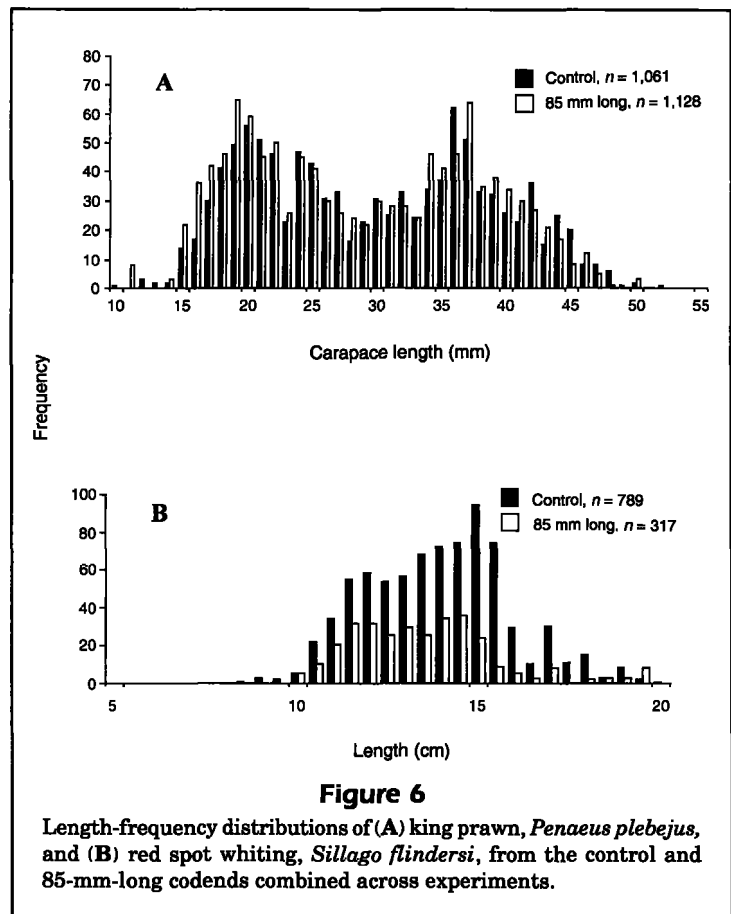 80
70
60
50
40
30
20
10
0
A
Control, n = 1,061
85 mm long, n = 1,128
10 15 20 25 30 35 40 45 50 55
Carapace length (mm)
Frequency
100
80
60
40
20
0
B
Control, n = 789
85 mm long, n = 317
5 10 15 20
Length (cm)
Figure 6
Length-frequency distributions of (A) king prawn, Penaeus plebejus,
and (B) red spot whiting, Sillago flindersi, from the control and
85-mm-long codends combined across experiments.